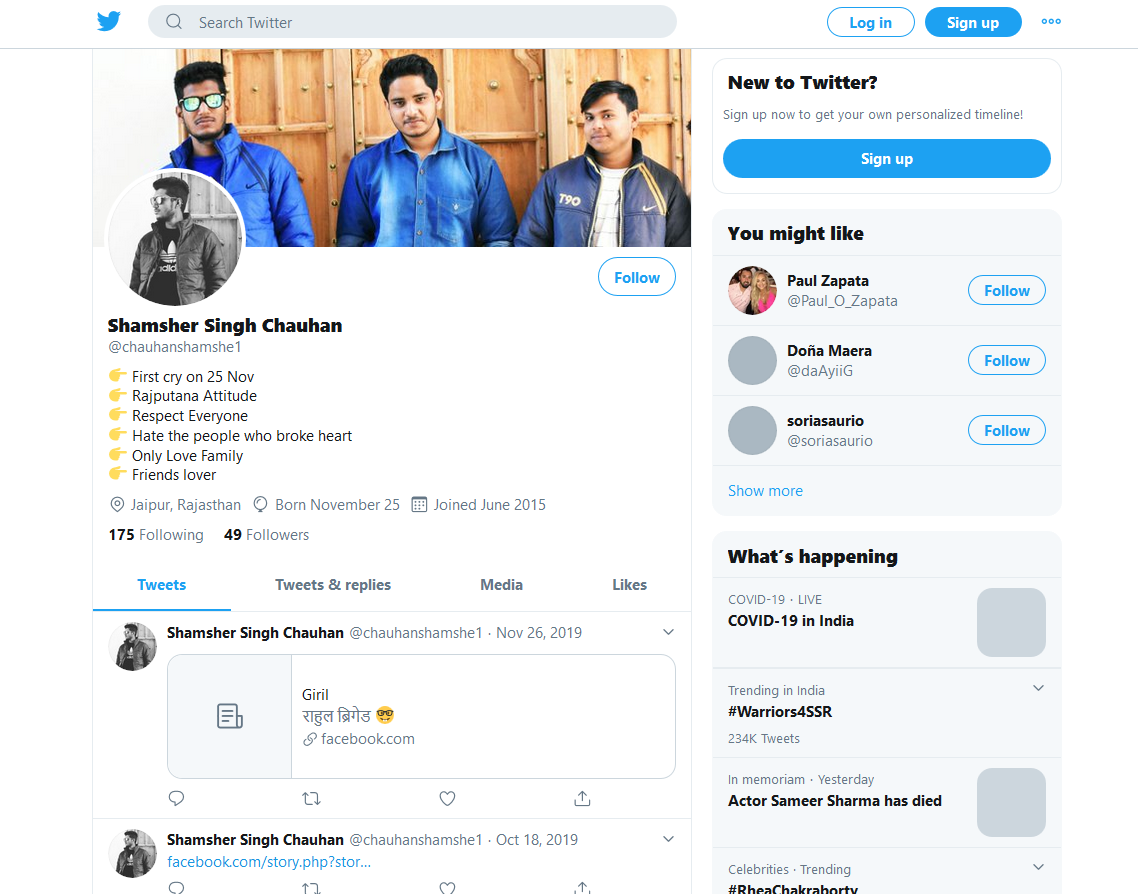 Search Twitter
Log in
Sign up
T90
adidas
Follow
Shamsher Singh Chauhan
@chauhanshamshe1
👉 First cry on 25 Nov
👉 Rajputana Attitude
👉 Respect Everyone
👉 Hate the people who broke heart
👉 Only Love Family
👉 Friends lover
Jaipur, Rajasthan Born November 25 Joined June 2015
175 Following 49 Followers
Tweets Tweets & replies Media Likes
Shamsher Singh Chauhan @chauhanshamshe1 · Nov 26, 2019
Giril
राहुल ब्रिगेड 🤓
facebook.com
Shamsher Singh Chauhan @chauhanshamshe1 · Oct 18, 2019
facebook.com/story.php?stor...
New to Twitter?
Sign up now to get your own personalized timeline!
Sign up
You might like
Paul Zapata
@Paul_O_Zapata
Follow
Doña Maera
@daAyiiG
Follow
soriasaurio
@soriasaurio
Follow
Show more
What´s happening
COVID-19 · LIVE
COVID-19 in India
Trending in India
#Warriors4SSR
234K Tweets
In memoriam · Yesterday
Actor Sameer Sharma has died
Celebrities · Trending
#RheaChakraborty